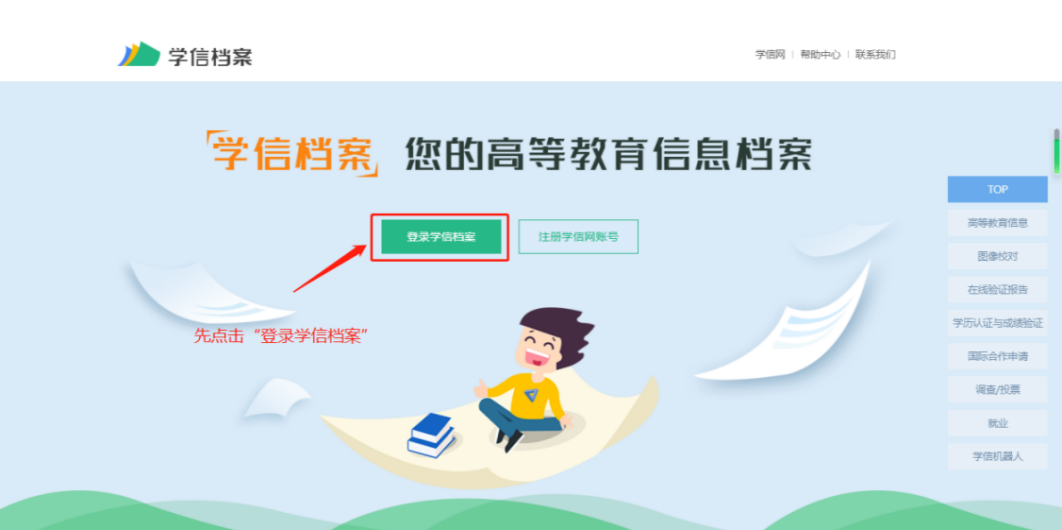 学信档案
学信网 | 帮助中心 | 联系我们
学信档案 您的高等教育信息档案
登录学信档案
注册学信网账号
先点击“登录学信档案”
TOP
高等教育信息
图像校对
在线验证报告
学历认证与成绩验证
国际合作申请
调查/投票
就业
学信机器人